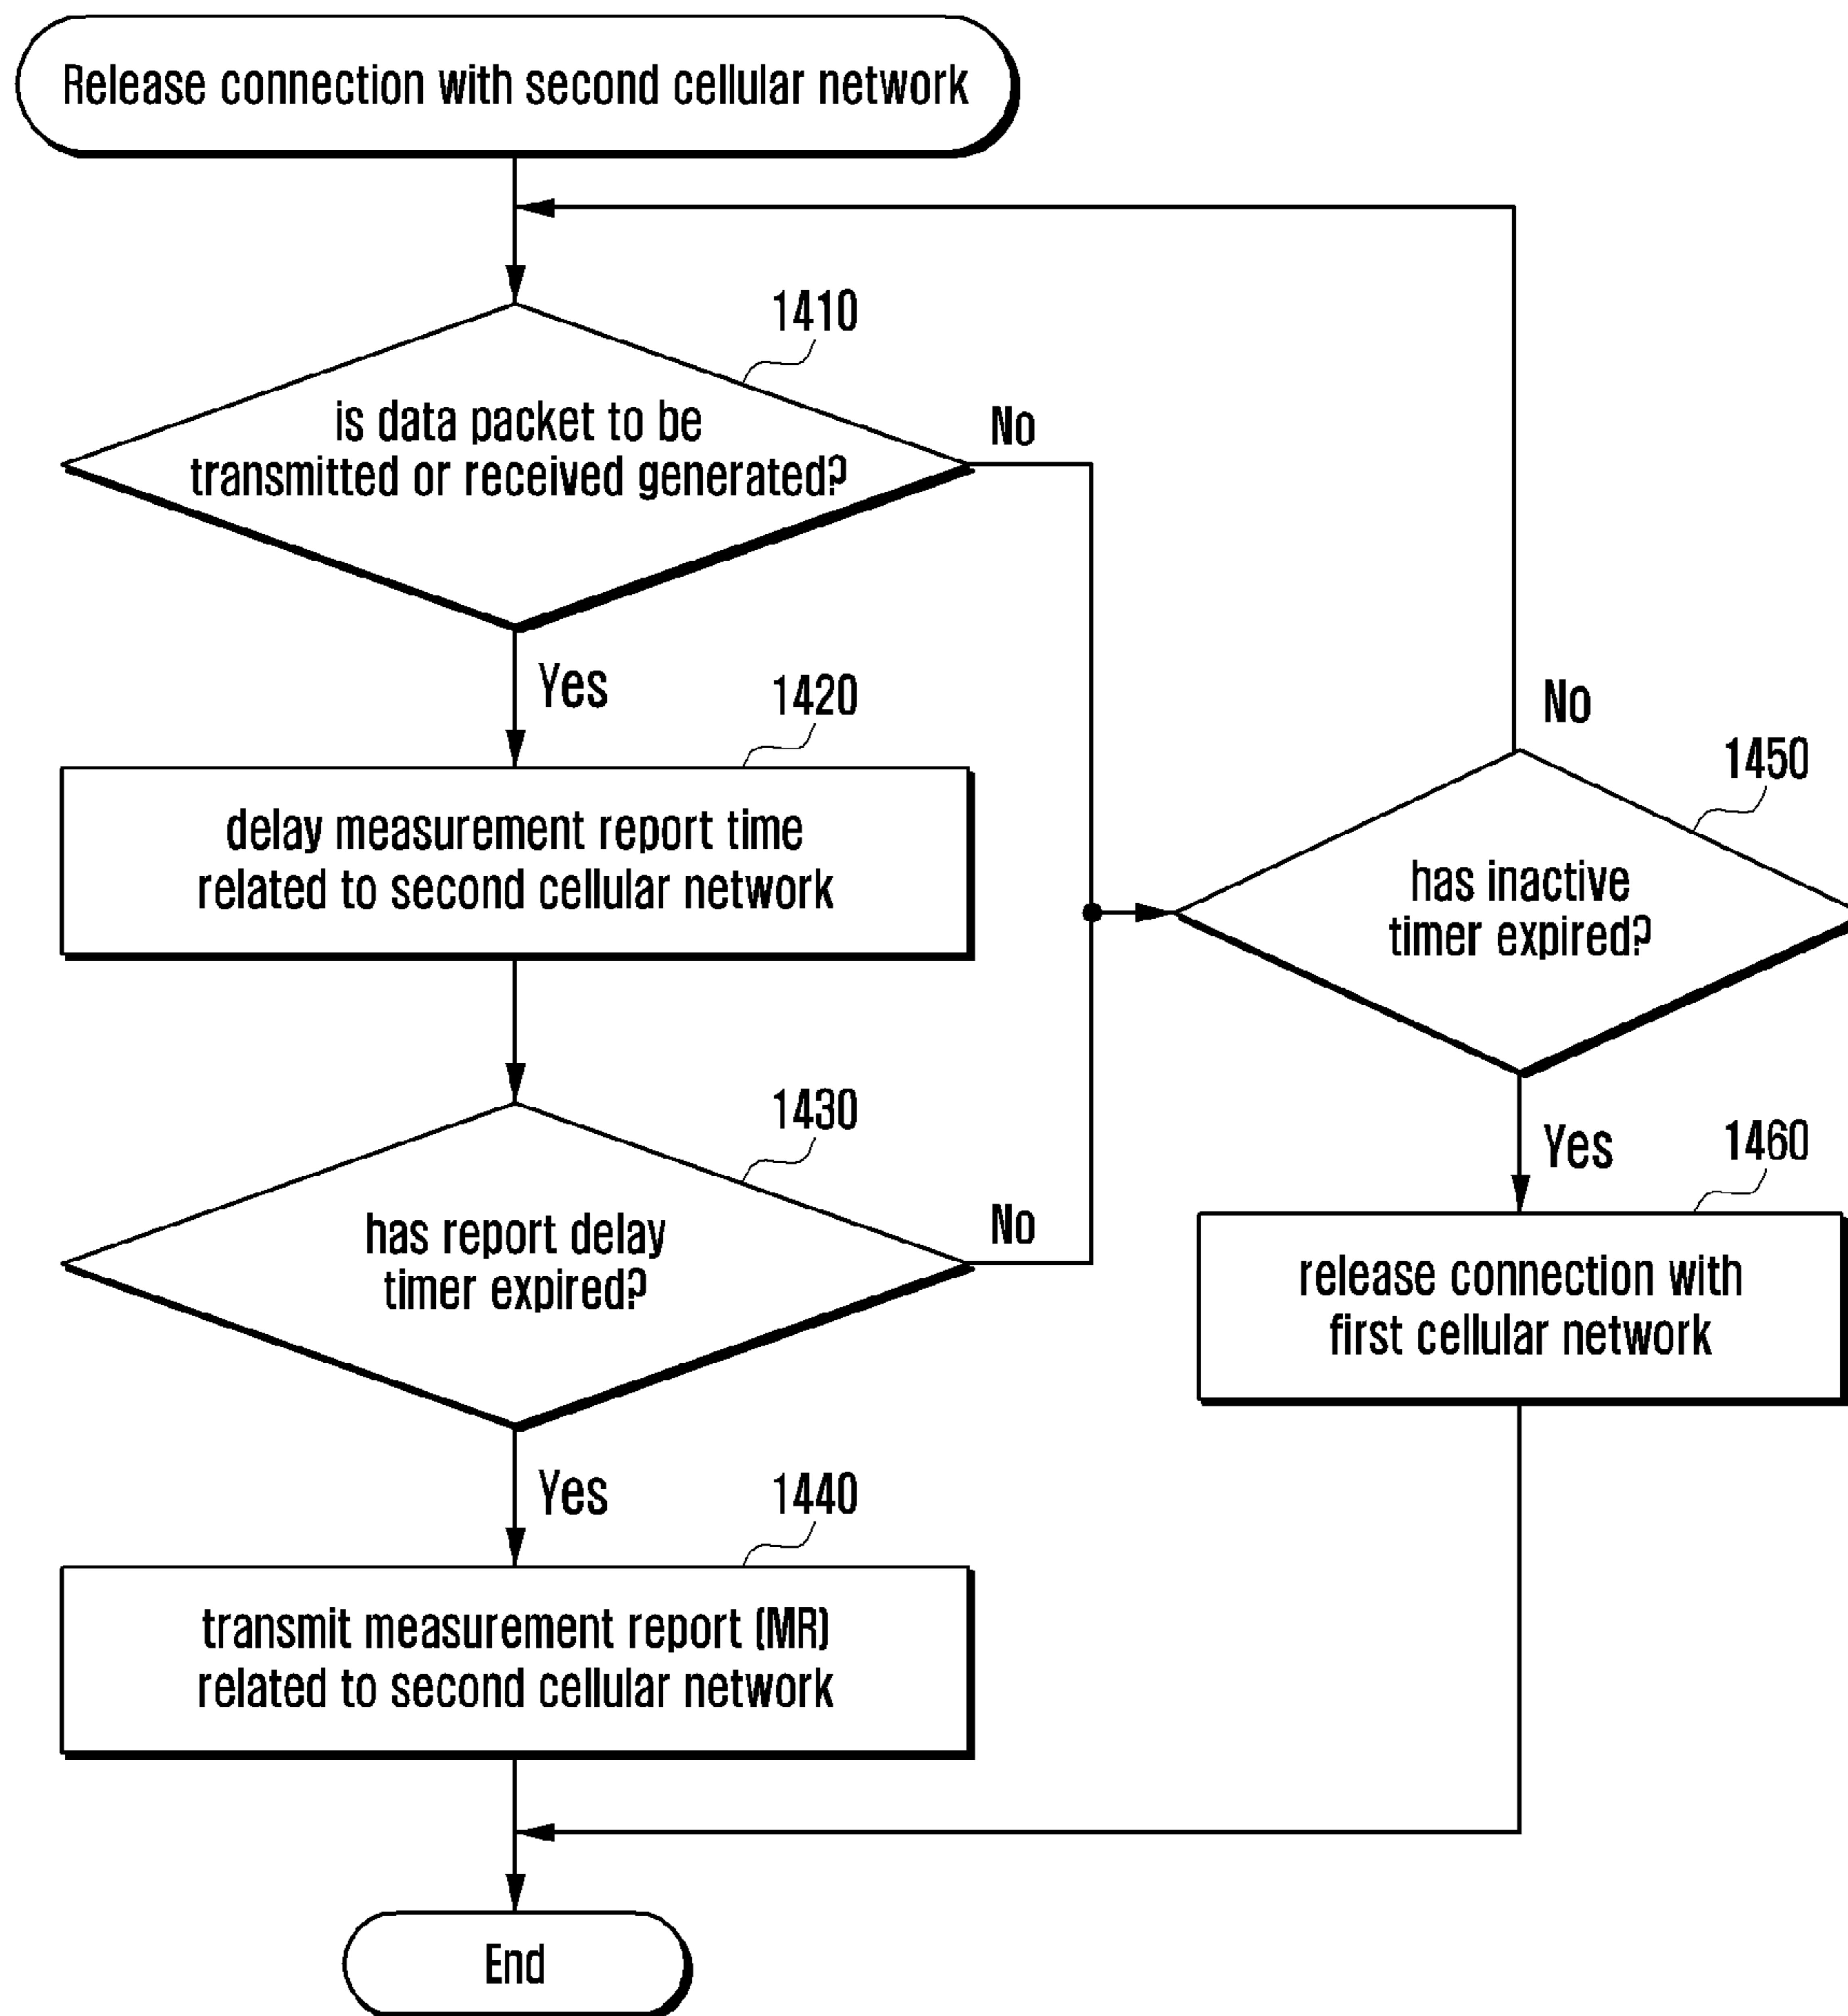 Release connection with second cellular network
1410
is data packet to be
transmitted or received generated?
No
Yes
1420
delay measurement report time
related to second cellular network
1430
has report delay
timer expired?
No
Yes
1440
transmit measurement report (MR)
related to second cellular network
No
1450
has inactive
timer expired?
Yes
1460
release connection with
first cellular network
End